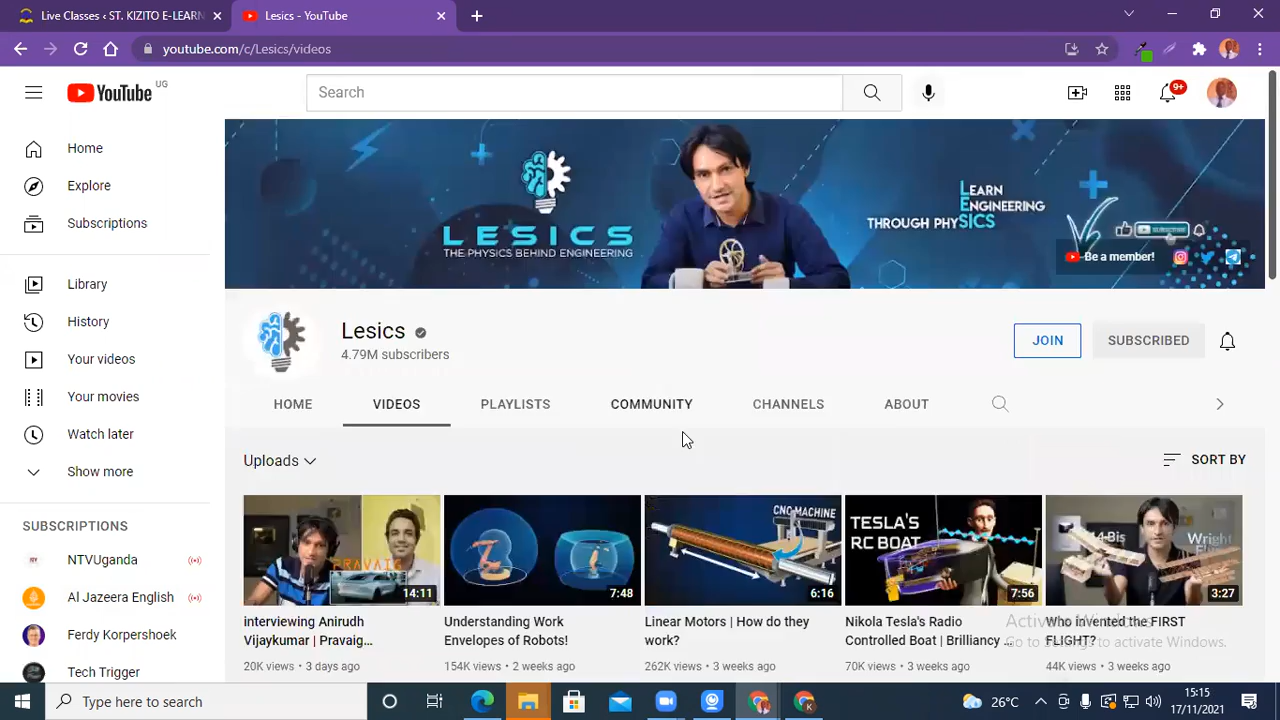 Live Classes ‹ ST. KIZITO E-LEARN
Lesics - YouTube
youtube.com/c/Lesics/videos
YouTube UG
Search
9+
Home
Explore
Subscriptions
Library
History
Your videos
Your movies
Watch later
Show more
SUBSCRIPTIONS
NTVUganda
Al Jazeera English
Ferdy Korpershoek
Tech Trigger
LESICS
THE PHYSICS BEHIND ENGINEERING
LEARN
ENGINEERING
THROUGH PHYSICS
SUBSCRIBE
Be a member!
Lesics
4.79M subscribers
JOIN
SUBSCRIBED
HOME
VIDEOS
PLAYLISTS
COMMUNITY
CHANNELS
ABOUT
Uploads
SORT BY
PRAVAIG
14:11
interviewing Anirudh
Vijaykumar | Pravaig...
20K views • 3 days ago
7:48
Understanding Work
Envelopes of Robots!
154K views • 2 weeks ago
CNC MACHINE
6:16
Linear Motors | How do they
work?
262K views • 3 weeks ago
TESLA'S
RC BOAT
7:56
Nikola Tesla's Radio
Controlled Boat | Brilliancy ...
70K views • 3 weeks ago
14-Bis
Wright
3:27
Who invented the FIRST
FLIGHT?
44K views • 3 weeks ago
Activate Windows
Go to Settings to activate Windows.
Type here to search
26°C
15:15
17/11/2021